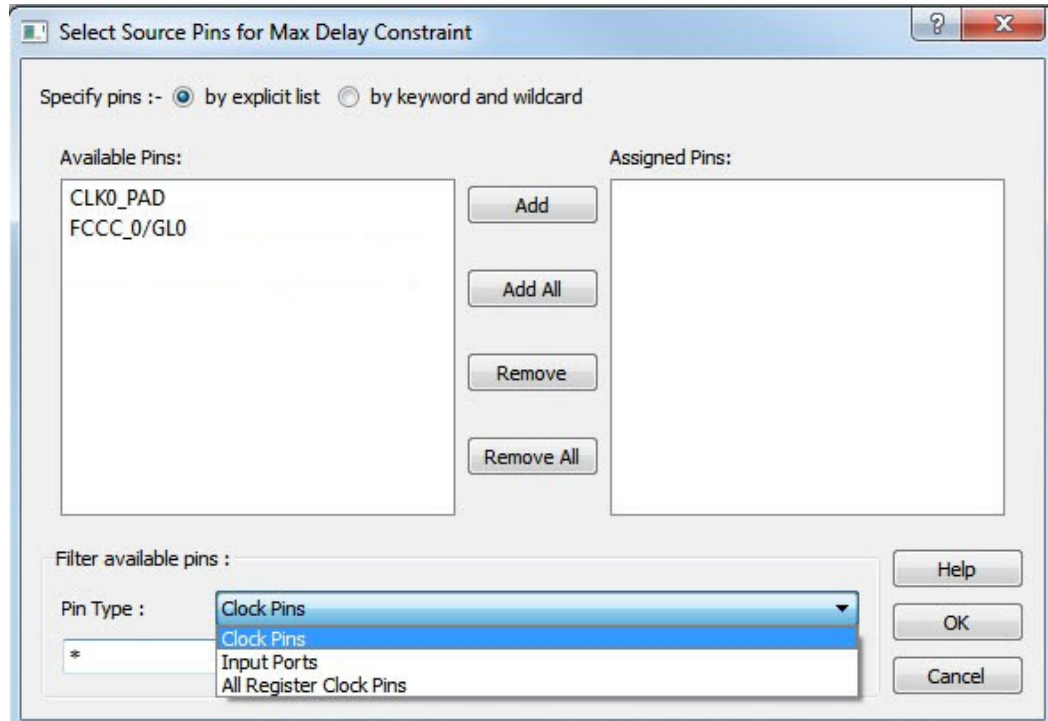 Select Source Pins for Max Delay Constraint
?
X
Specify pins :- by explicit list by keyword and wildcard
Available Pins: Assigned Pins:
CLK0_PAD
FCCC_0/GL0
Add
Add All
Remove
Remove All
Filter available pins :
Pin Type : Clock Pins
*
Clock Pins
Input Ports
All Register Clock Pins
Help
OK
Cancel